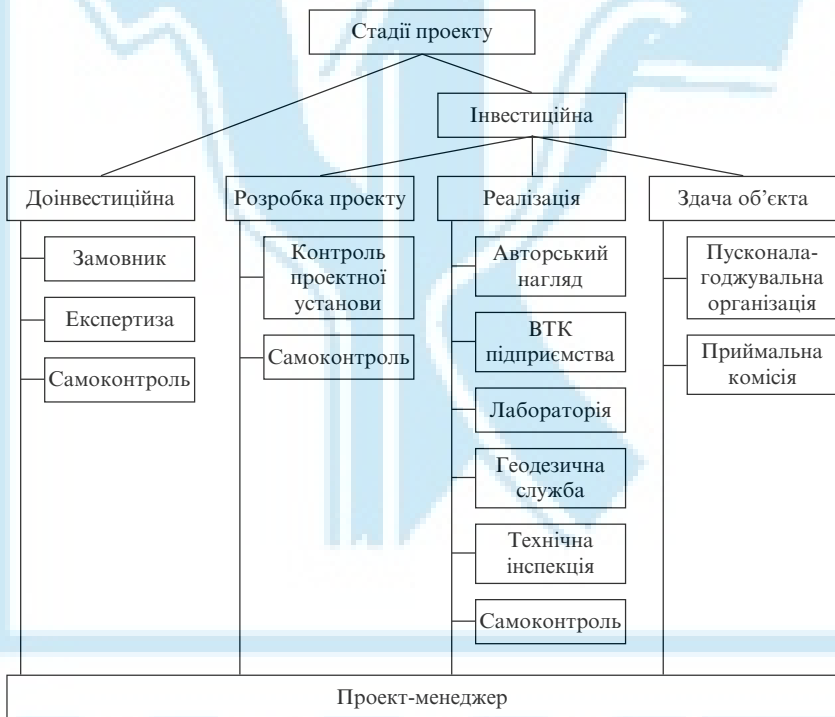 Стадії проекту
Інвестиційна
Доінвестиційна
Розробка проекту
Реалізація
Здача об’єкта
Замовник
Експертиза
Самоконтроль
Контроль
проектної
установи
Самоконтроль
Авторський
нагляд
ВТК
підприємства
Лабораторія
Геодезична
служба
Технічна
інспекція
Самоконтроль
Пусконала-
годжувальна
організація
Приймальна
комісія
Проект-менеджер